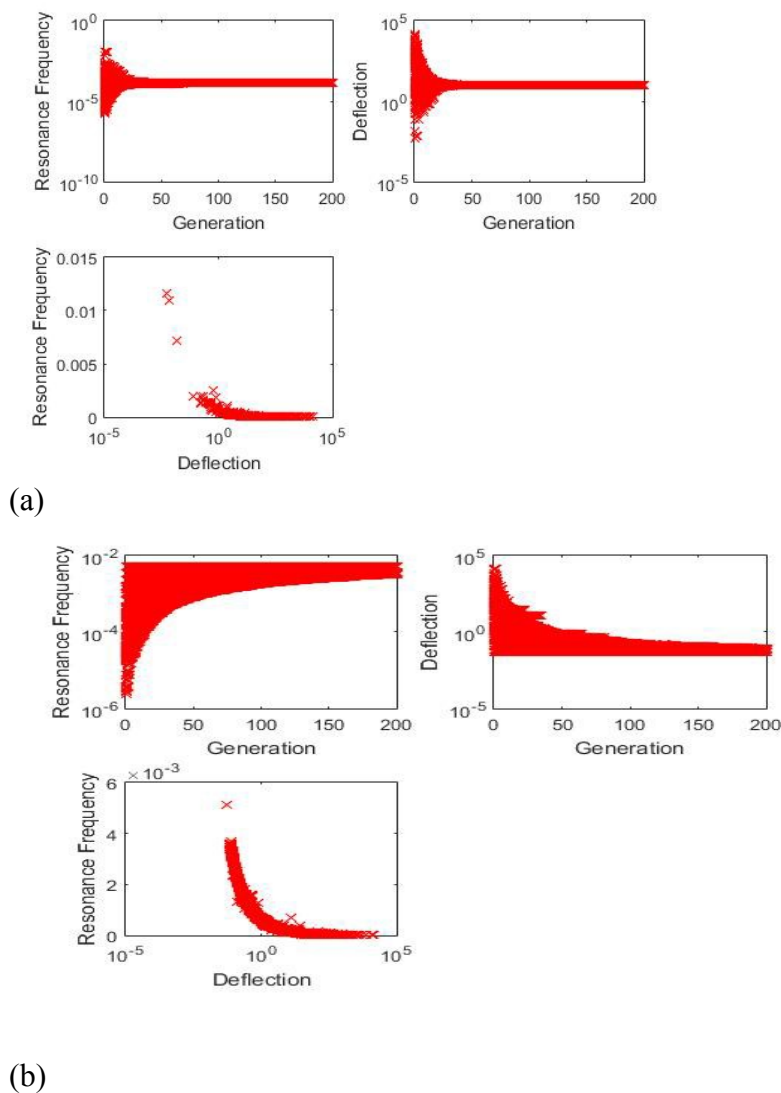 Resonance Frequency
10^0
10^-5
10^-10
0 50 100 150 200
Generation
Deflection
10^5
10^0
10^-5
0 50 100 150 200
Generation
Resonance Frequency
0.015
0.01
0.005
0
10^-5 10^0 10^5
Deflection
(a)
Resonance Frequency
10^-2
10^-4
10^-6
0 50 100 150 200
Generation
Deflection
10^5
10^0
10^-5
0 50 100 150 200
Generation
Resonance Frequency
× 10^-3
6
4
2
0
10^-5 10^0 10^5
Deflection
(b)